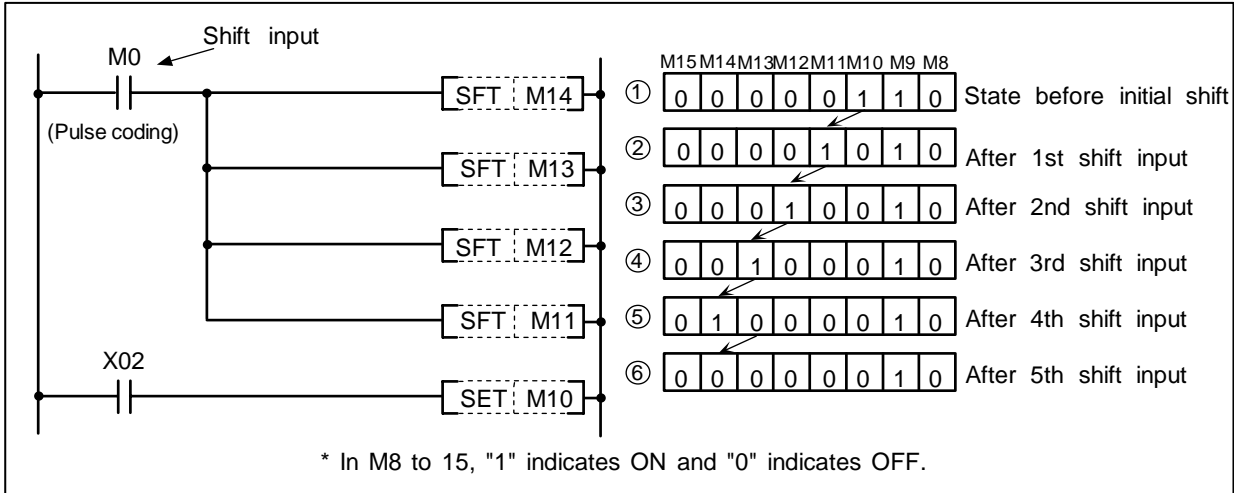 Shift input
M0
SFT M14
(Pulse coding)
SFT M13
SFT M12
SFT M11
X02
SET M10
M15 M14 M13 M12 M11 M10 M9 M8
① 0 0 0 0 0 1 1 0 State before initial shift
② 0 0 0 0 1 0 1 0 After 1st shift input
③ 0 0 0 1 0 0 1 0 After 2nd shift input
④ 0 0 1 0 0 0 1 0 After 3rd shift input
⑤ 0 1 0 0 0 0 1 0 After 4th shift input
⑥ 0 0 0 0 0 0 1 0 After 5th shift input
* In M8 to 15, "1" indicates ON and "0" indicates OFF.